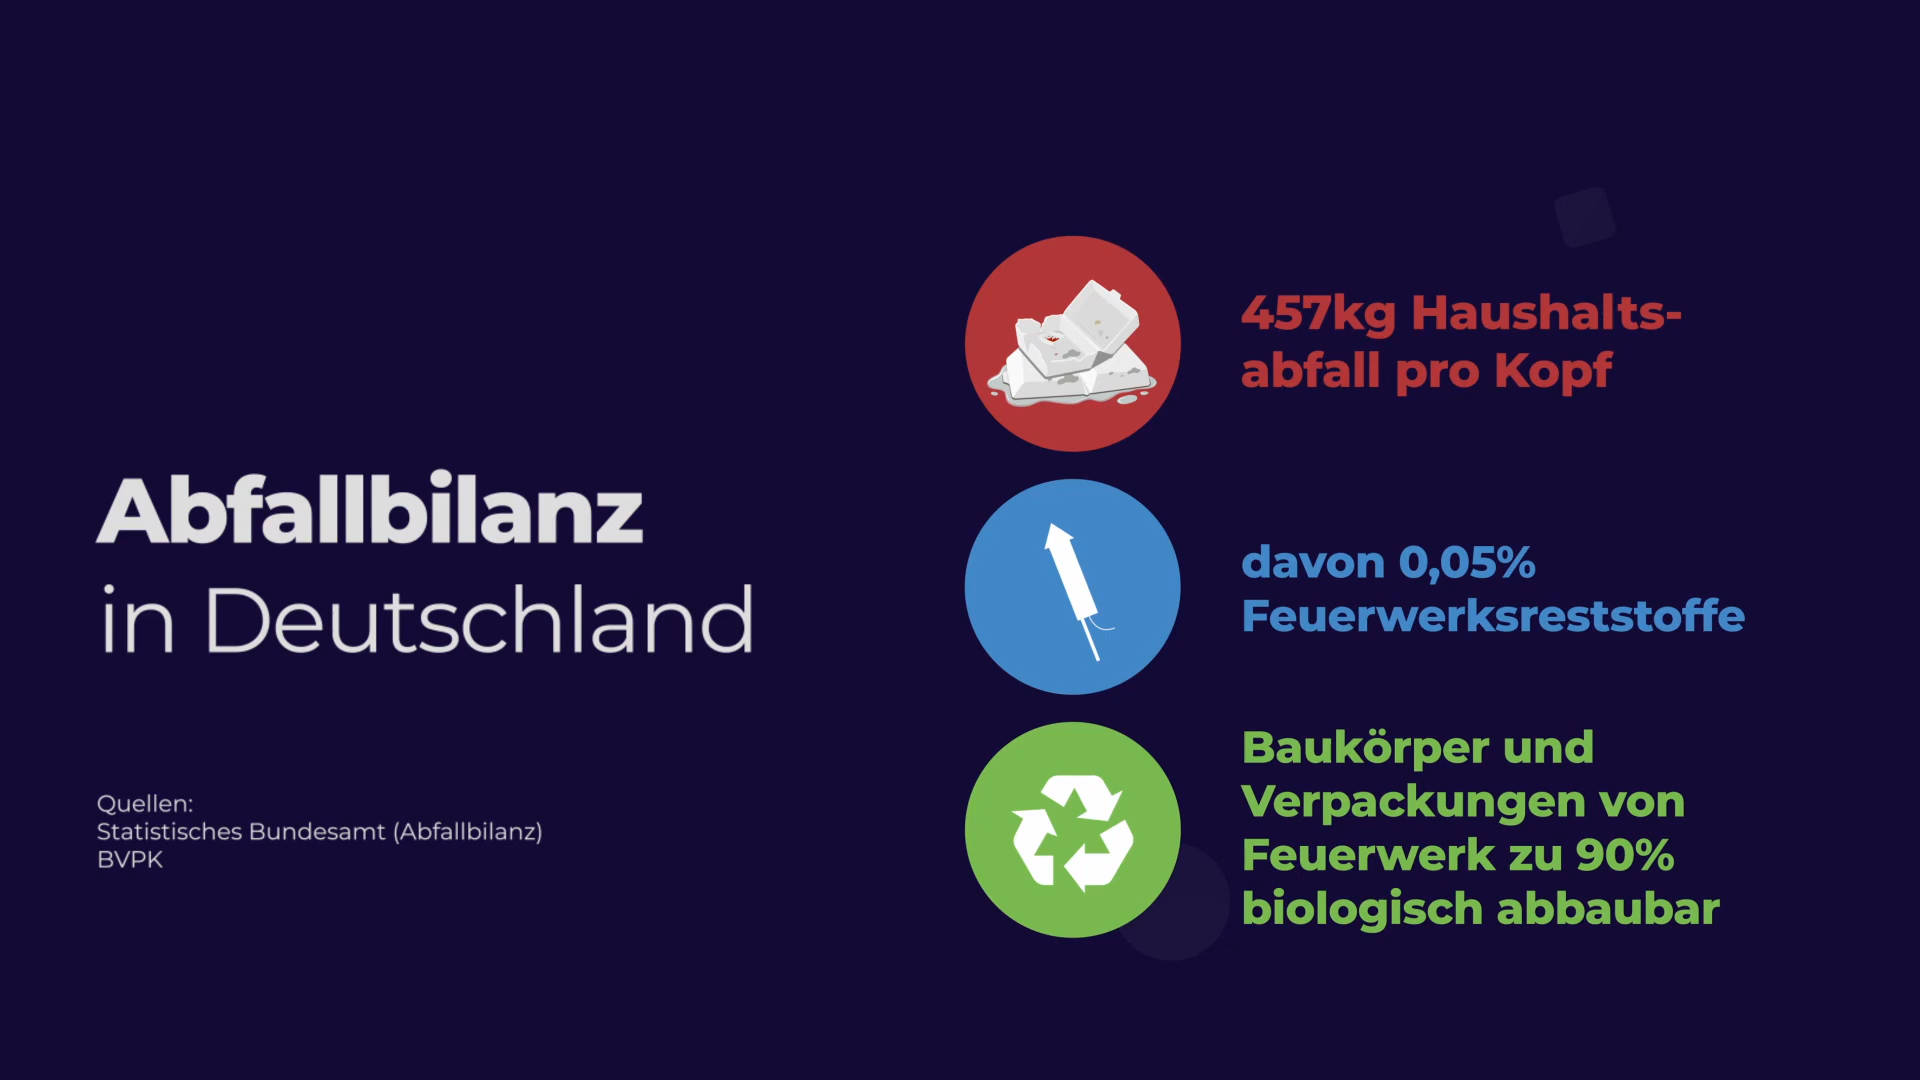 Abfallbilanz
in Deutschland
Quellen:
Statistisches Bundesamt (Abfallbilanz)
BVPK
457kg Haushalts-
abfall pro Kopf
davon 0,05%
Feuerwerksreststoffe
Baukörper und
Verpackungen von
Feuerwerk zu 90%
biologisch abbaubar